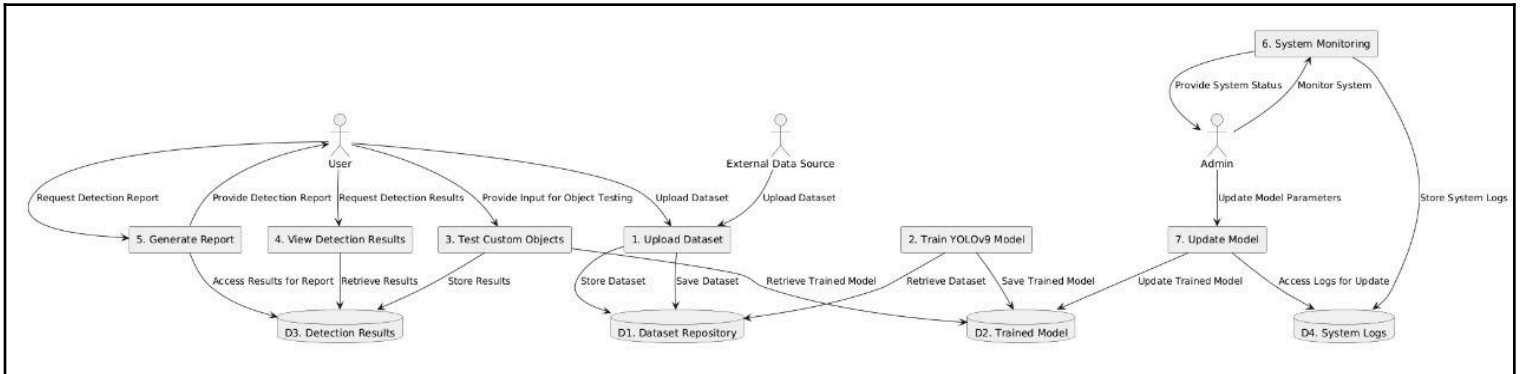 6. System Monitoring
Provide System Status
Monitor System
User
External Data Source
Admin
Request Detection Report
Provide Detection Report
Request Detection Results
Provide Input for Object Testing
Upload Dataset
Upload Dataset
Update Model Parameters
Store System Logs
5. Generate Report
4. View Detection Results
3. Test Custom Objects
1. Upload Dataset
2. Train YOLOv9 Model
7. Update Model
Access Results for Report
Retrieve Results
Store Results
Store Dataset
Save Dataset
Retrieve Trained Model
Retrieve Dataset
Save Trained Model
Update Trained Model
Access Logs for Update
D3. Detection Results
D1. Dataset Repository
D2. Trained Model
D4. System Logs